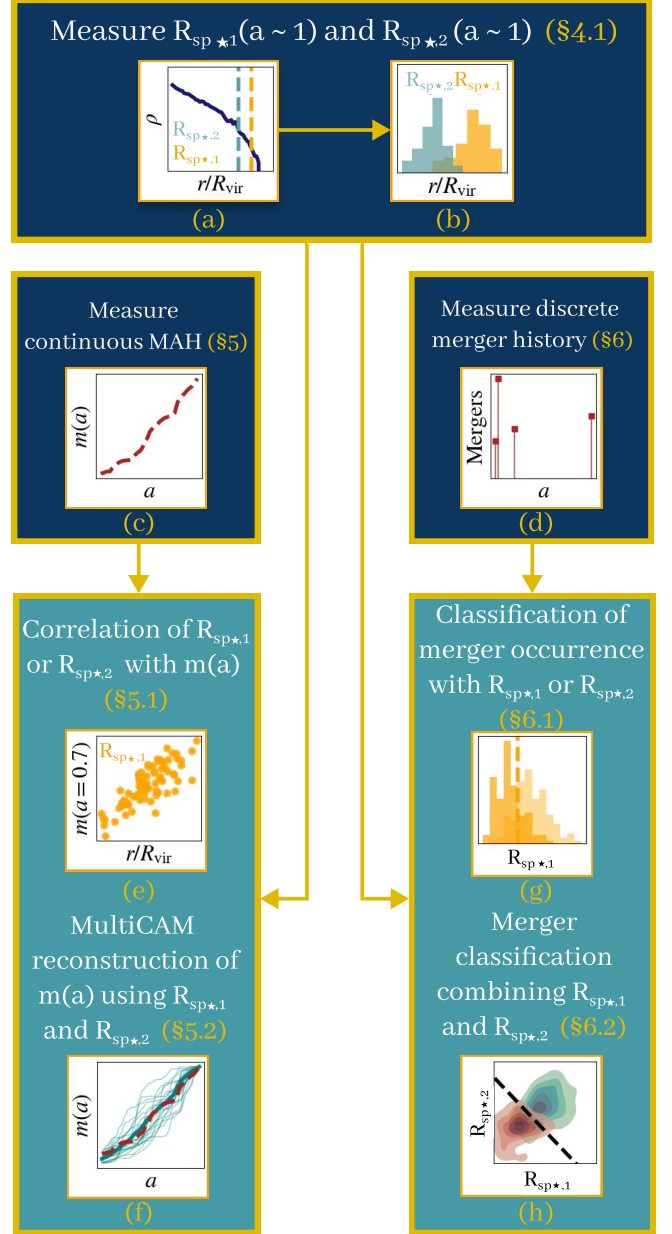 Measure R_sp★,1(a ~ 1) and R_sp★,2 (a ~ 1) (§4.1)
ρ
R_sp★,2
R_sp★,1
r/R_vir
(a)
R_sp★,2 R_sp★,1
r/R_vir
(b)
Measure
continuous MAH (§5)
m(a)
a
(c)
Measure discrete
merger history (§6)
Mergers
a
(d)
Correlation of R_sp★,1
or R_sp★,2 with m(a)
(§5.1)
m(a = 0.7)
R_sp★,1
r/R_vir
(e)
MultiCAM
reconstruction of
m(a) using R_sp★,1
and R_sp★,2 (§5.2)
m(a)
a
(f)
Classification of
merger occurrence
with R_sp★,1 or R_sp★,2
(§6.1)
R_sp★,1
(g)
Merger
classification
combining R_sp★,1
and R_sp★,2 (§6.2)
R_sp★,2
R_sp★,1
(h)